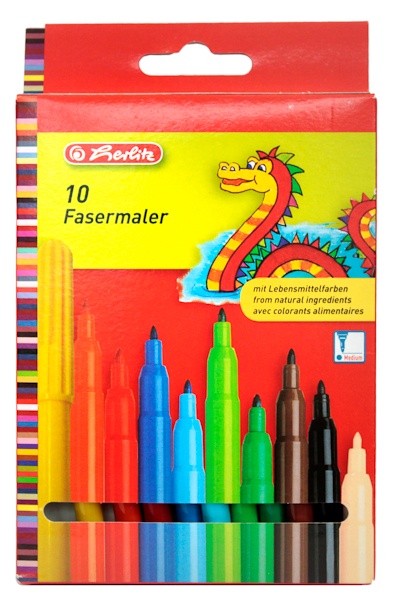 Herlitz
10
Fasermaler
mit Lebensmittelfarben
from natural ingredients
avec colorants alimentaires
Medium